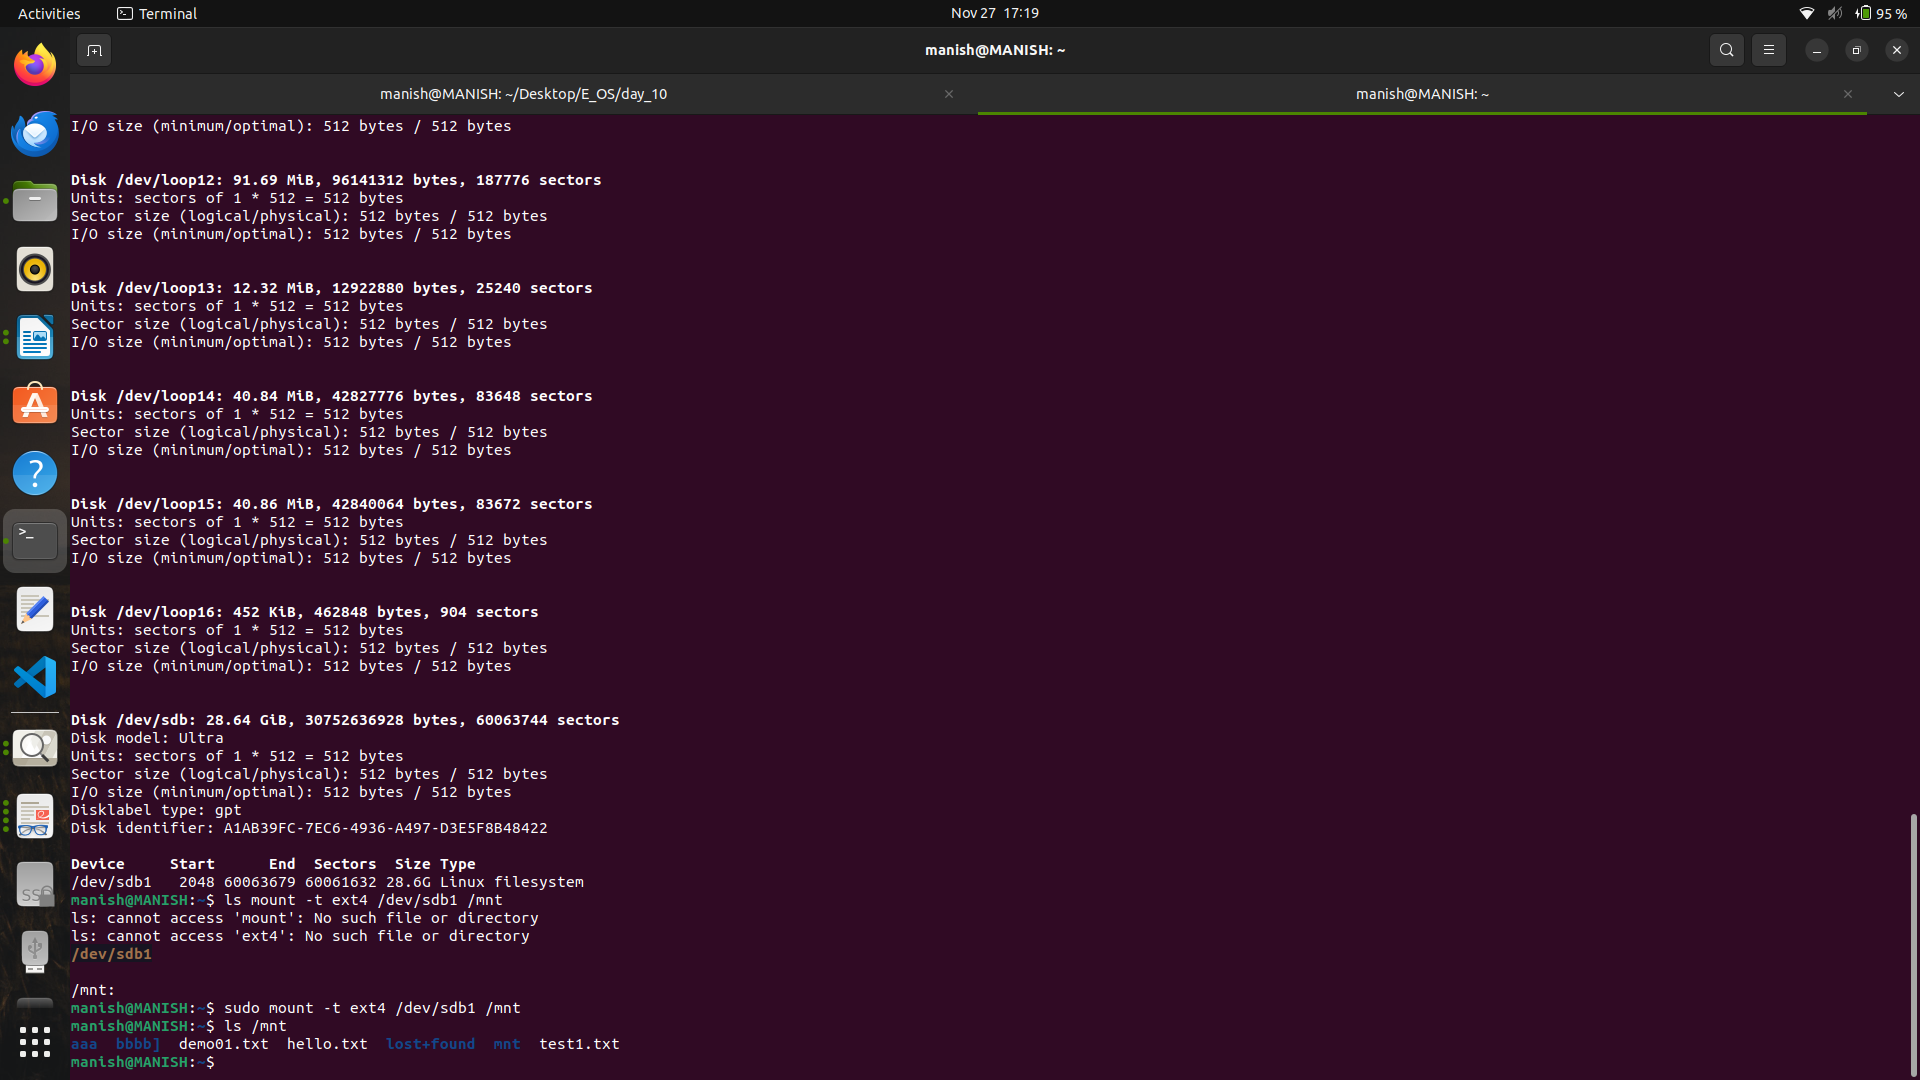 Activities
Terminal
Nov 27 17:19
95 %
manish@MANISH: ~
manish@MANISH: ~/Desktop/E_OS/day_10
manish@MANISH: ~
I/O size (minimum/optimal): 512 bytes / 512 bytes
Disk /dev/loop12: 91.69 MiB, 96141312 bytes, 187776 sectors
Units: sectors of 1 * 512 = 512 bytes
Sector size (logical/physical): 512 bytes / 512 bytes
I/O size (minimum/optimal): 512 bytes / 512 bytes
Disk /dev/loop13: 12.32 MiB, 12922880 bytes, 25240 sectors
Units: sectors of 1 * 512 = 512 bytes
Sector size (logical/physical): 512 bytes / 512 bytes
I/O size (minimum/optimal): 512 bytes / 512 bytes
Disk /dev/loop14: 40.84 MiB, 42827776 bytes, 83648 sectors
Units: sectors of 1 * 512 = 512 bytes
Sector size (logical/physical): 512 bytes / 512 bytes
I/O size (minimum/optimal): 512 bytes / 512 bytes
Disk /dev/loop15: 40.86 MiB, 42840064 bytes, 83672 sectors
Units: sectors of 1 * 512 = 512 bytes
Sector size (logical/physical): 512 bytes / 512 bytes
I/O size (minimum/optimal): 512 bytes / 512 bytes
Disk /dev/loop16: 452 KiB, 462848 bytes, 904 sectors
Units: sectors of 1 * 512 = 512 bytes
Sector size (logical/physical): 512 bytes / 512 bytes
I/O size (minimum/optimal): 512 bytes / 512 bytes
Disk /dev/sdb: 28.64 GiB, 30752636928 bytes, 60063744 sectors
Disk model: Ultra
Units: sectors of 1 * 512 = 512 bytes
Sector size (logical/physical): 512 bytes / 512 bytes
I/O size (minimum/optimal): 512 bytes / 512 bytes
Disklabel type: gpt
Disk identifier: A1AB39FC-7EC6-4936-A497-D3E5F8B48422
Device     Start      End  Sectors  Size Type
/dev/sdb1   2048 60063679 60061632 28.6G Linux filesystem
manish@MANISH:~$ ls mount -t ext4 /dev/sdb1 /mnt
ls: cannot access 'mount': No such file or directory
ls: cannot access 'ext4': No such file or directory
/dev/sdb1
/mnt:
manish@MANISH:~$ sudo mount -t ext4 /dev/sdb1 /mnt
manish@MANISH:~$ ls /mnt
aaa  bbbb]  demo01.txt  hello.txt  lost+found  mnt  test1.txt
manish@MANISH:~$
SSD